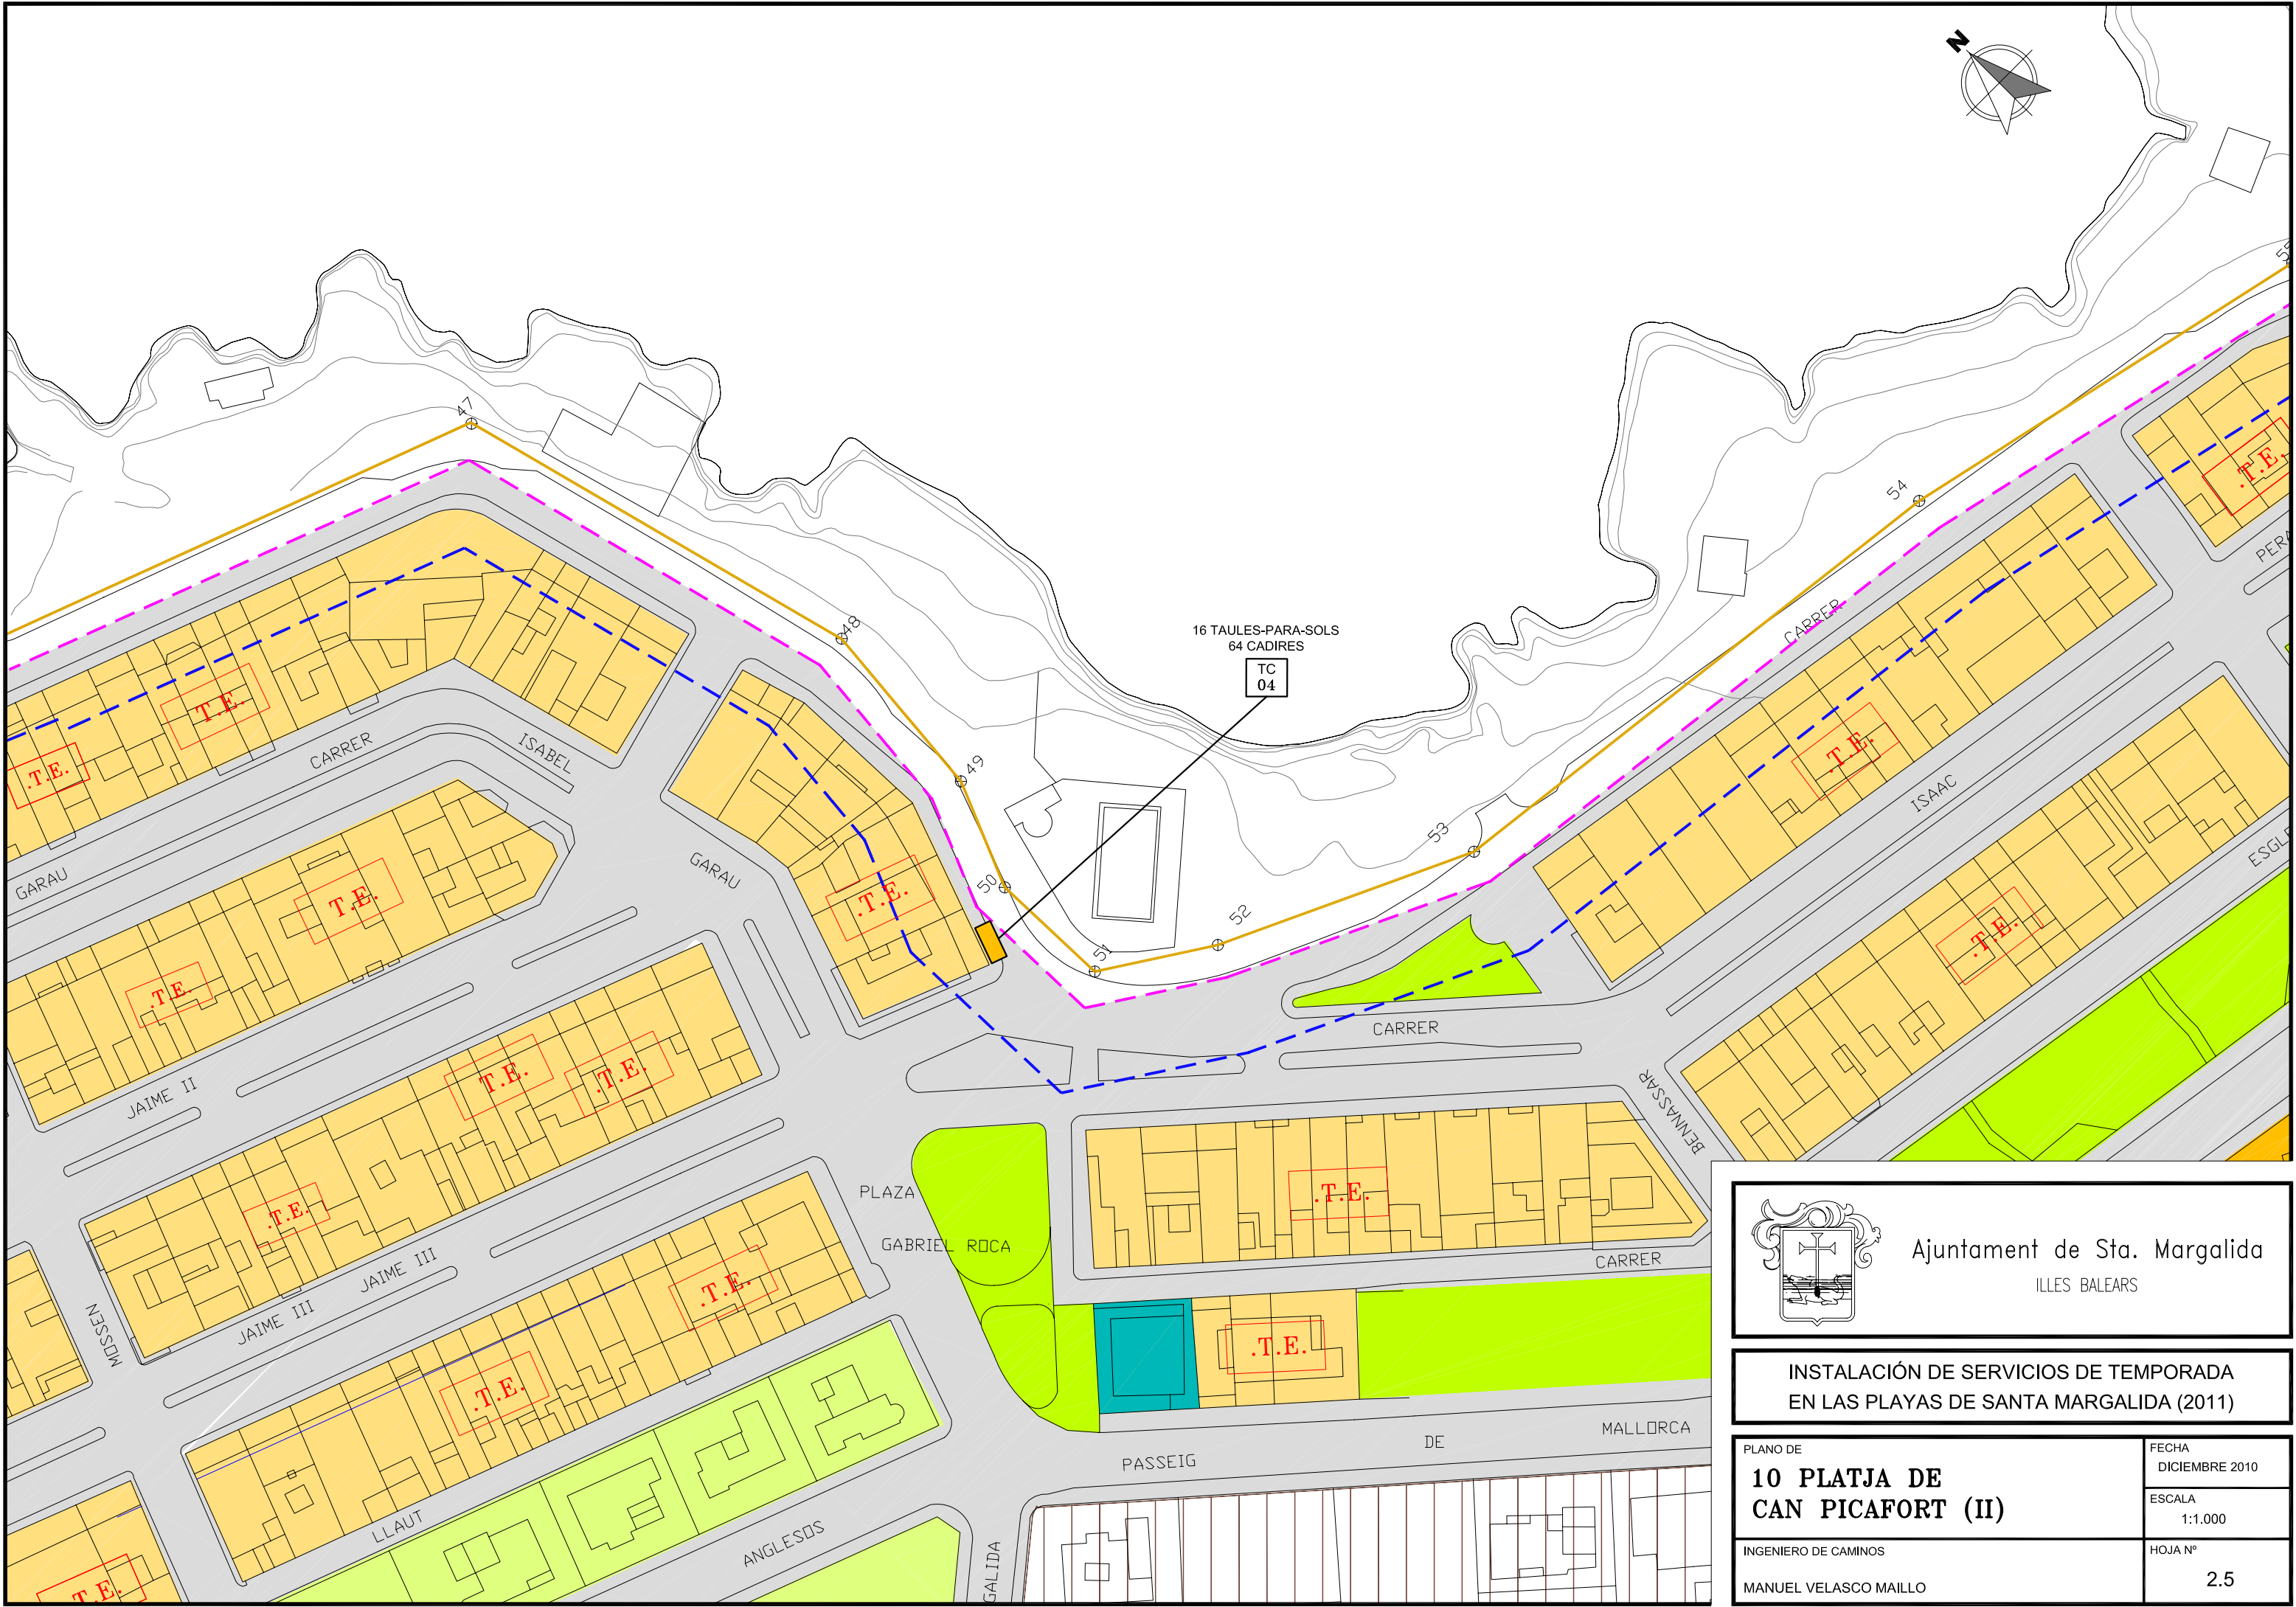 N
47
48
49
50
51
52
53
54
16 TAULES-PARA-SOLS
64 CADIRES
TC
04
CARRER
ISABEL
GARAU
GARAU
CARRER
ISAAC
CARRER
BENNASSAR
CARRER
JAIME II
JAIME III
JAIME III
MOSSEN
LLAUT
ANGLESOS
PLAZA
GABRIEL ROCA
PASSEIG
DE
MALLORCA
GALIDA
T.E.
.T.E.
T.E.
.T.E.
.T.E.
T.E.
.T.E.
.T.E.
.T.E.
.T.E.
T.E.
.T.E.
.T.E.
.T.E.
.T.E.
.T.E.
Ajuntament de Sta. Margalida
ILLES BALEARS
INSTALACIÓN DE SERVICIOS DE TEMPORADA
EN LAS PLAYAS DE SANTA MARGALIDA (2011)
PLANO DE
10 PLATJA DE
CAN PICAFORT (II)
FECHA
DICIEMBRE 2010
ESCALA
1:1.000
INGENIERO DE CAMINOS
MANUEL VELASCO MAILLO
HOJA Nº
2.5